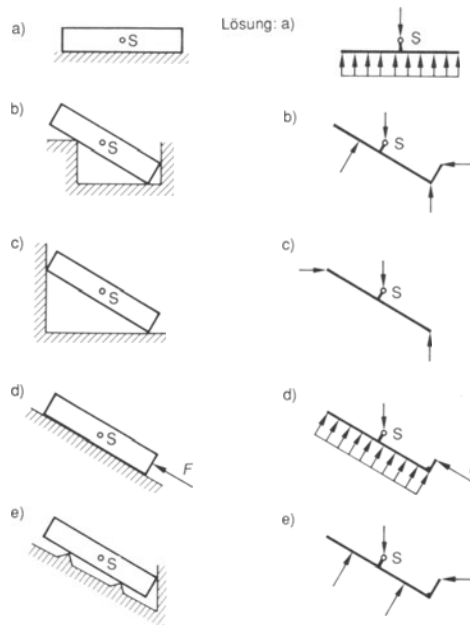 a) S Lösung: a) S
b) S b) S
c) S c) S
d) S F d) S
e) S e) S